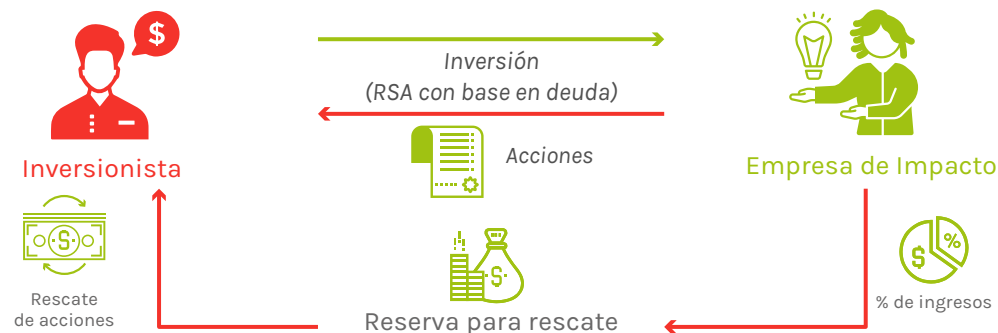 $
Inversión
(RSA con base en deuda)
Acciones
Inversionista
Empresa de Impacto
$
Rescate
de acciones
$
Reserva para rescate
$ %
% de ingresos